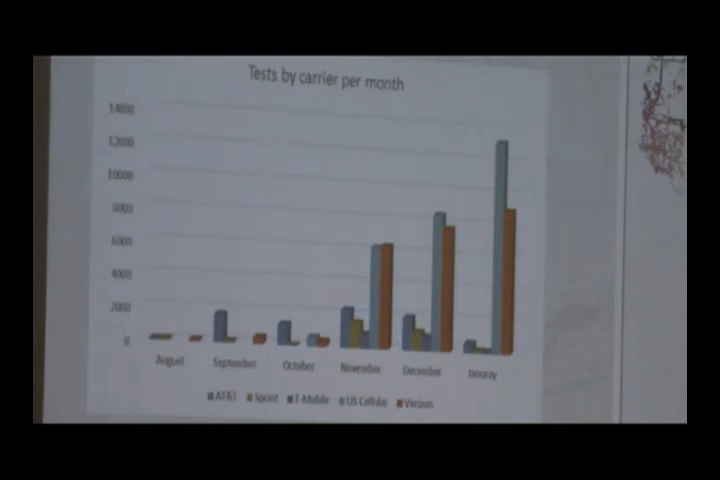 Tests by carrier per month
14000
12000
10000
8000
6000
4000
2000
0
August September October November December Januray
AT&T Sprint T-Mobile US Cellular Verizon